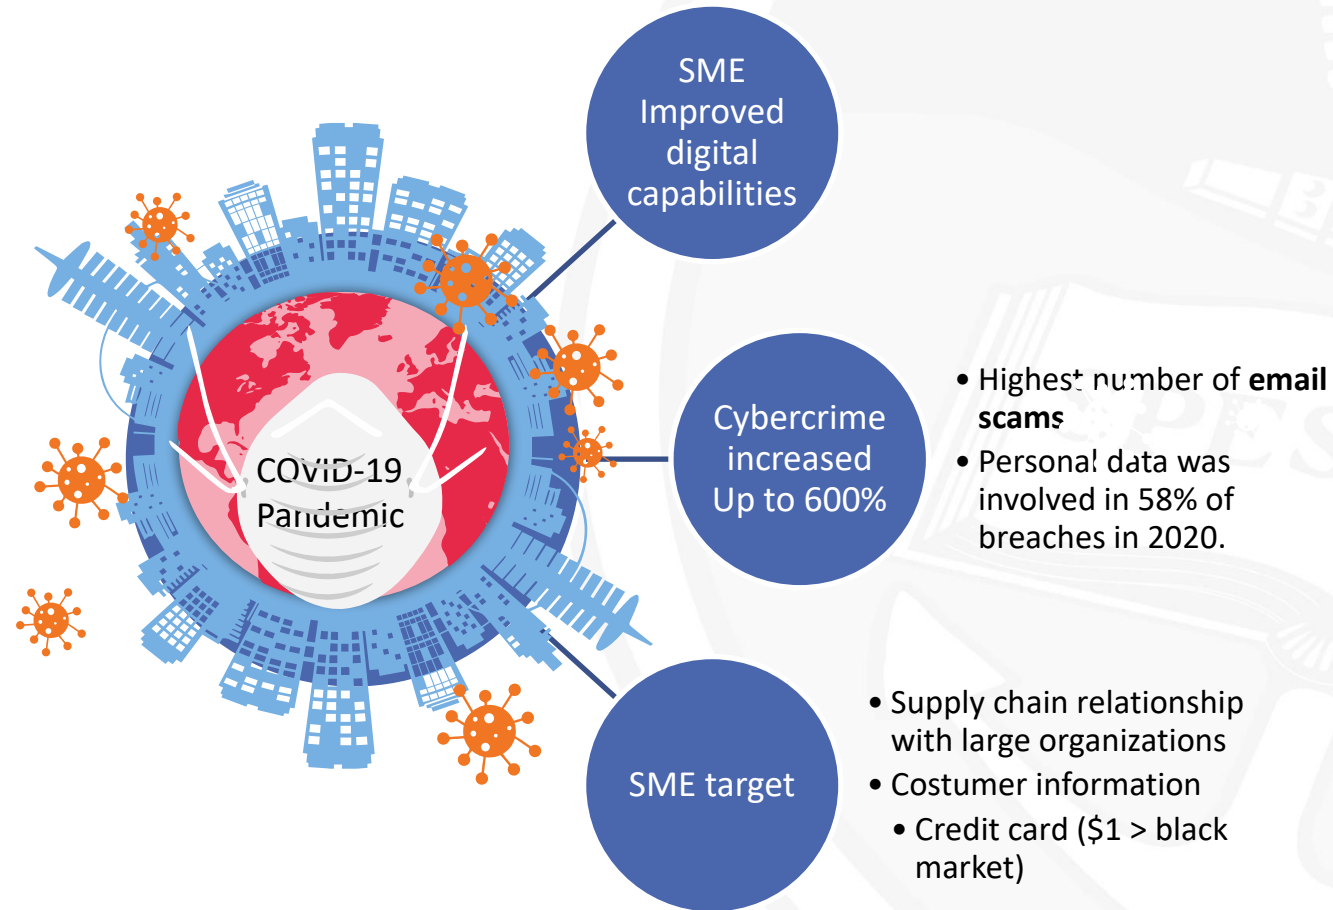 SME
Improved
digital
capabilities
COVID-19
Pandemic
Cybercrime
increased
Up to 600%
• Highest number of email
scams
• Personal data was
involved in 58% of
breaches in 2020.
SME target
• Supply chain relationship
with large organizations
• Costumer information
• Credit card ($1 > black
market)